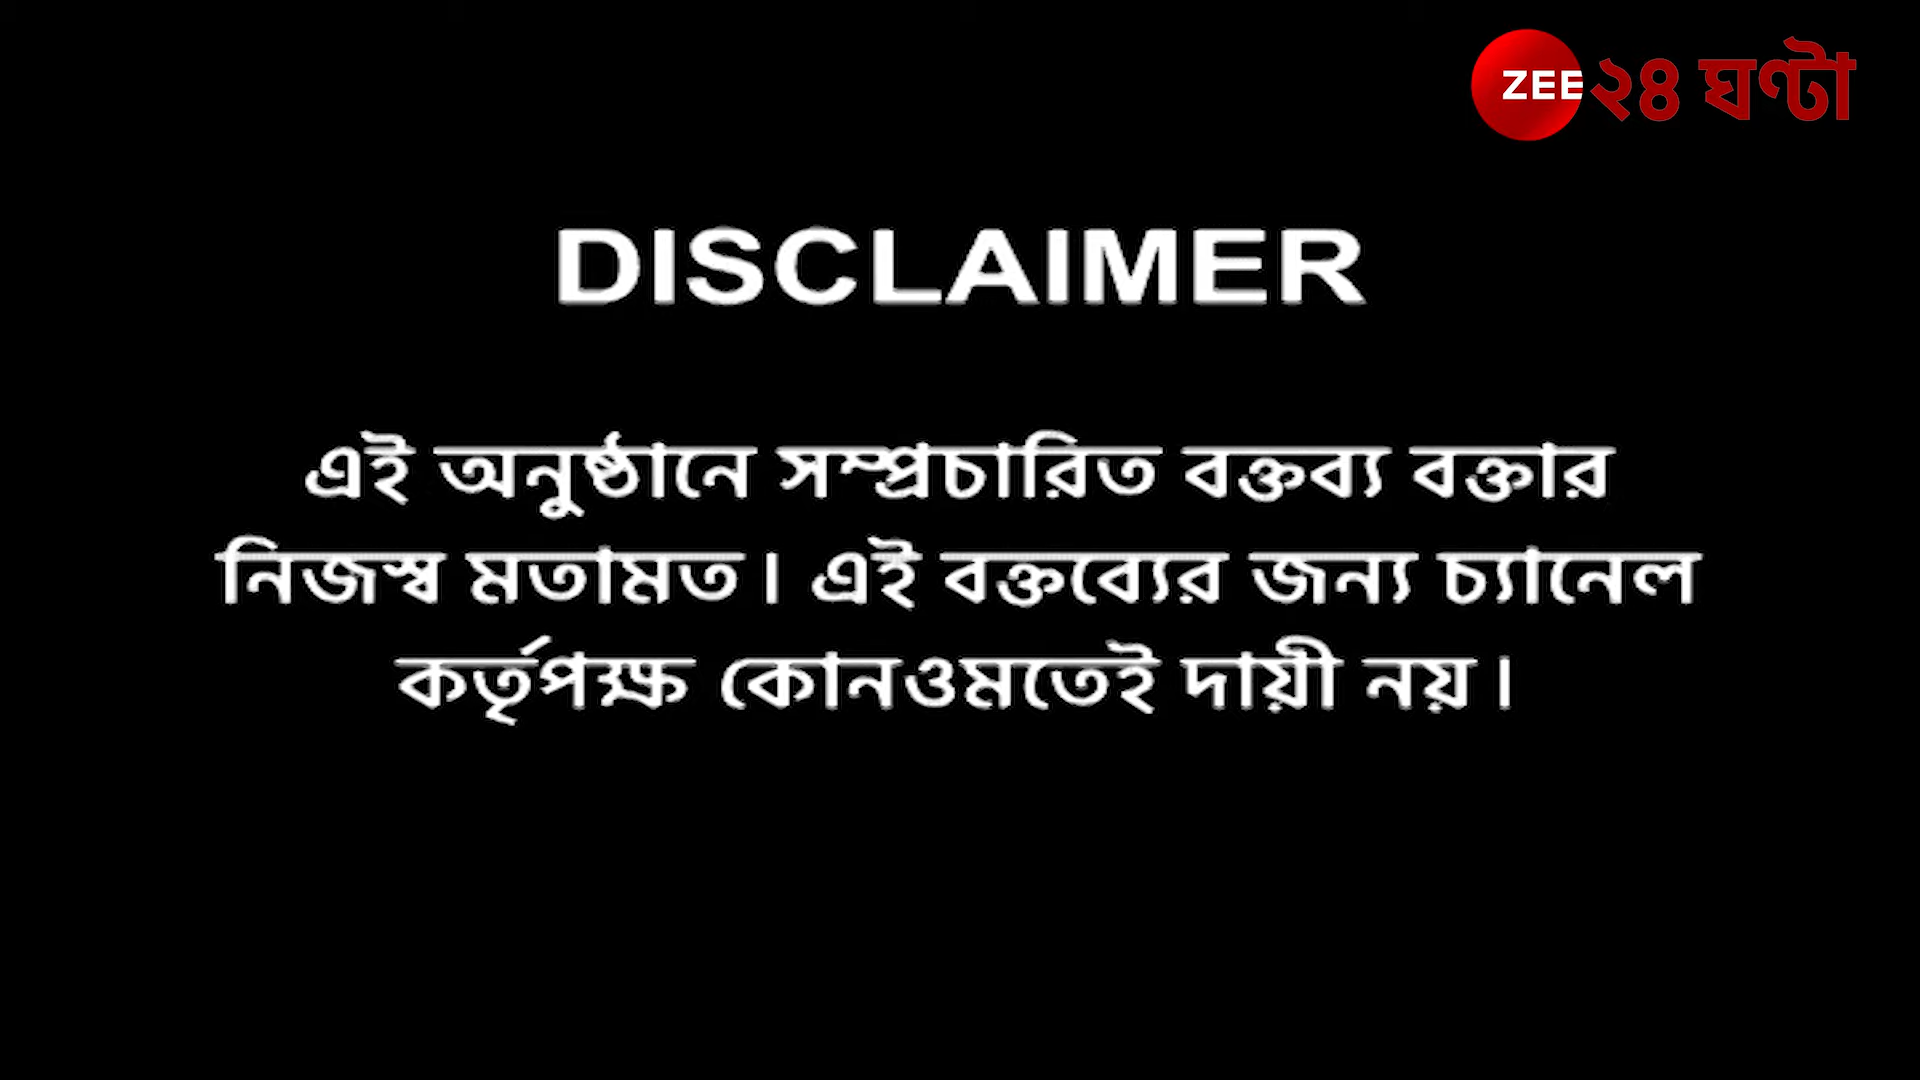 ZEE ২৪ ঘণ্টা
DISCLAIMER
এই অনুষ্ঠানে সম্প্রচারিত বক্তব্য বক্তার
নিজস্ব মতামত। এই বক্তব্যের জন্য চ্যানেল
কর্তৃপক্ষ কোনওমতেই দায়ী নয়।